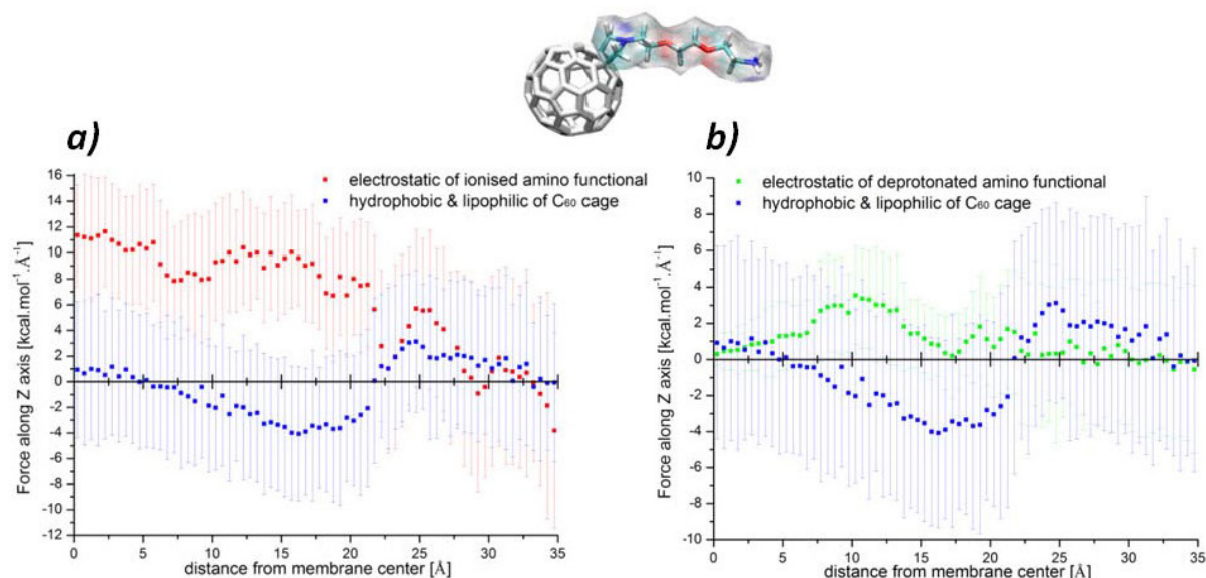 a)
electrostatic of ionised amino functional
hydrophobic & lipophilic of C₆₀ cage
Force along Z axis [kcal.mol⁻¹.Å⁻¹]
16
14
12
10
8
6
4
2
0
-2
-4
-6
-8
-10
-12
0 5 10 15 20 25 30 35
distance from membrane center [Å]
b)
electrostatic of deprotonated amino functional
hydrophobic & lipophilic of C₆₀ cage
Force along Z axis [kcal.mol⁻¹.Å⁻¹]
10
8
6
4
2
0
-2
-4
-6
-8
-10
0 5 10 15 20 25 30 35
distance from membrane center [Å]